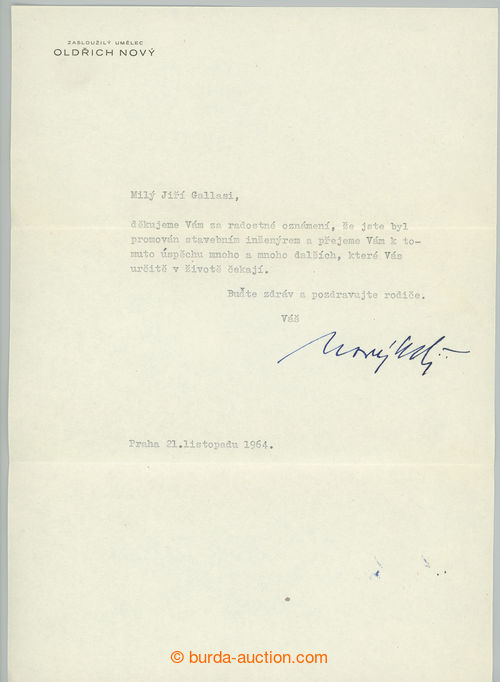 ZASLOUŽILÝ UMĚLEC
OLDŘICH NOVÝ
Milý Jiří Gallasi,
děkujeme Vám za radostné oznámení, že jste byl
promován stavebním inženýrem a přejeme Vám k to-
muto úspěchu mnoho a mnoho dalších, které Vás
určitě v životě čekají.
Buďte zdráv a pozdravujte rodiče.
Váš
Praha 21.listopadu 1964.
© burda-auction.com